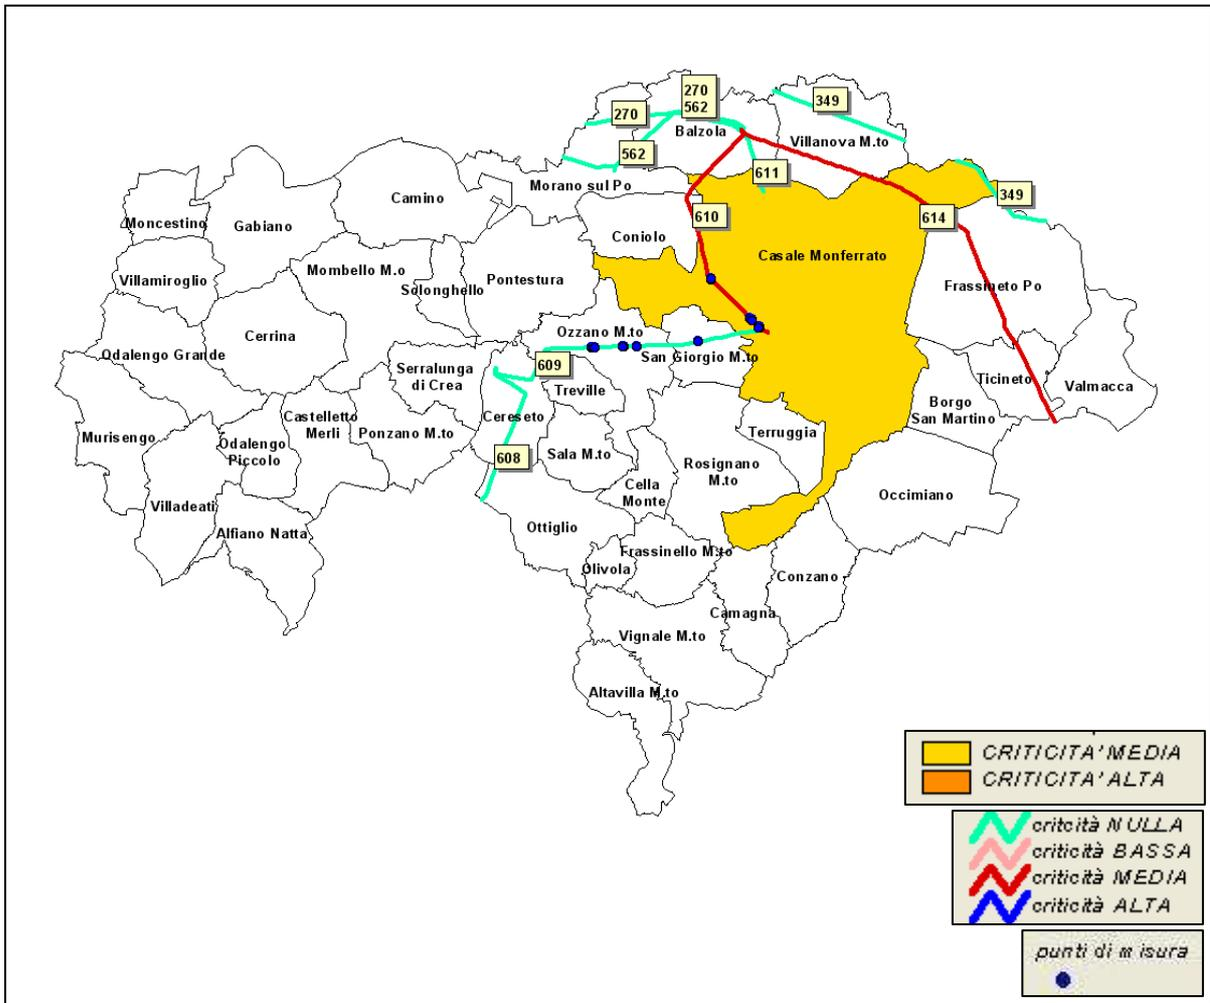 270
562
270
349
Balzola
Villanova M.to
562
611
349
Morano sul Po
Camino
610
614
Moncestino
Gabiano
Coniolo
Casale Monferrato
Mombello M.o
Villamiroglio
Solonghello
Pontestura
Frassineto Po
Cerrina
Ozzano M.to
Odalengo Grande
San Giorgio M.to
609
Serralunga
di Crea
Treville
Ticineto
Valmacca
Castelletto
Merli
Cereseto
Borgo
San Martino
Murisengo
Ponzano M.to
Terruggia
Odalengo
Piccolo
608
Sala M.to
Rosignano
M.to
Cella
Monte
Occimiano
Villadeati
Alfiano Natta
Ottiglio
Frassinello M.to
Olivola
Conzano
Camagna
Vignale M.to
Altavilla M.to
CRITICITA' MEDIA
CRITICITA' ALTA
critcità NULLA
criticità BASSA
criticità MEDIA
criticità ALTA
punti di misura